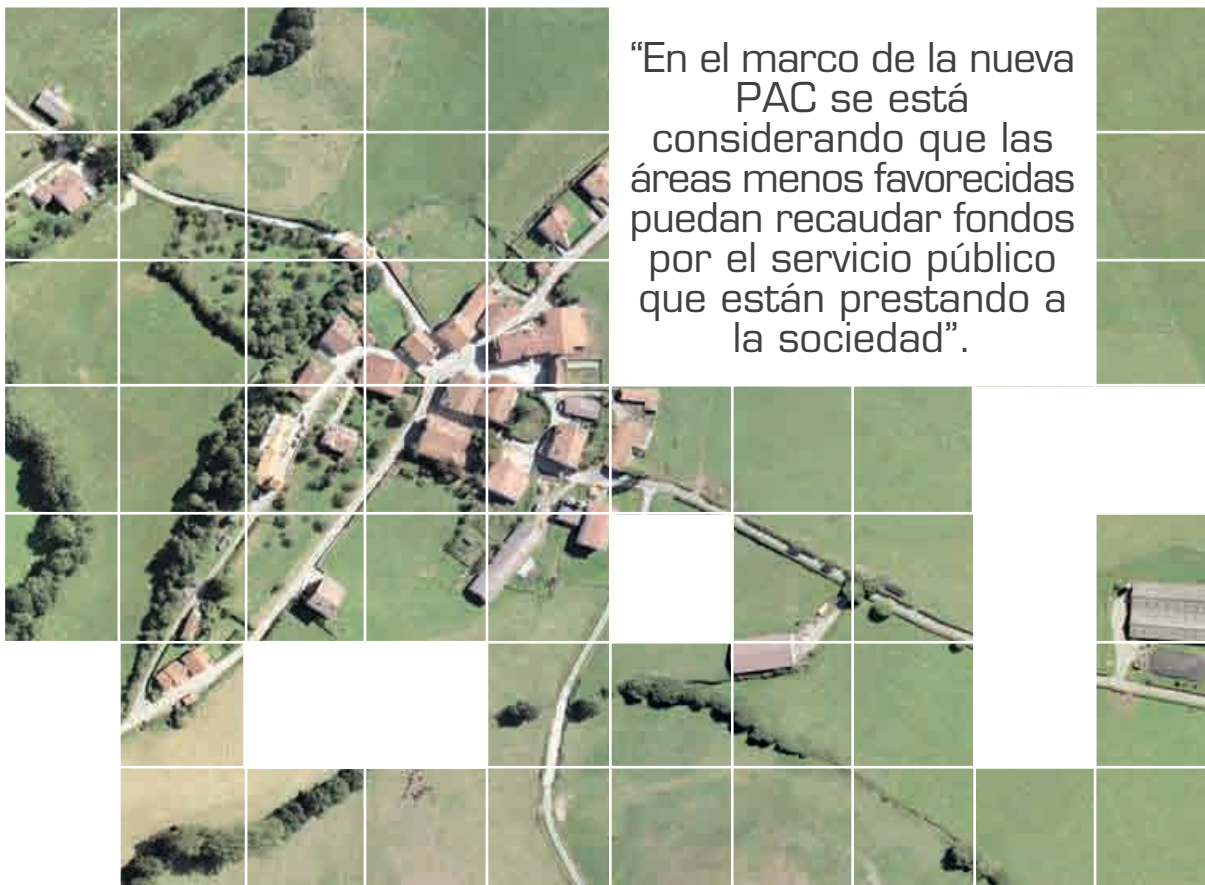 “En el marco de la nueva
PAC se está
considerando que las
áreas menos favorecidas
puedan recaudar fondos
por el servicio público
que están prestando a
la sociedad”.